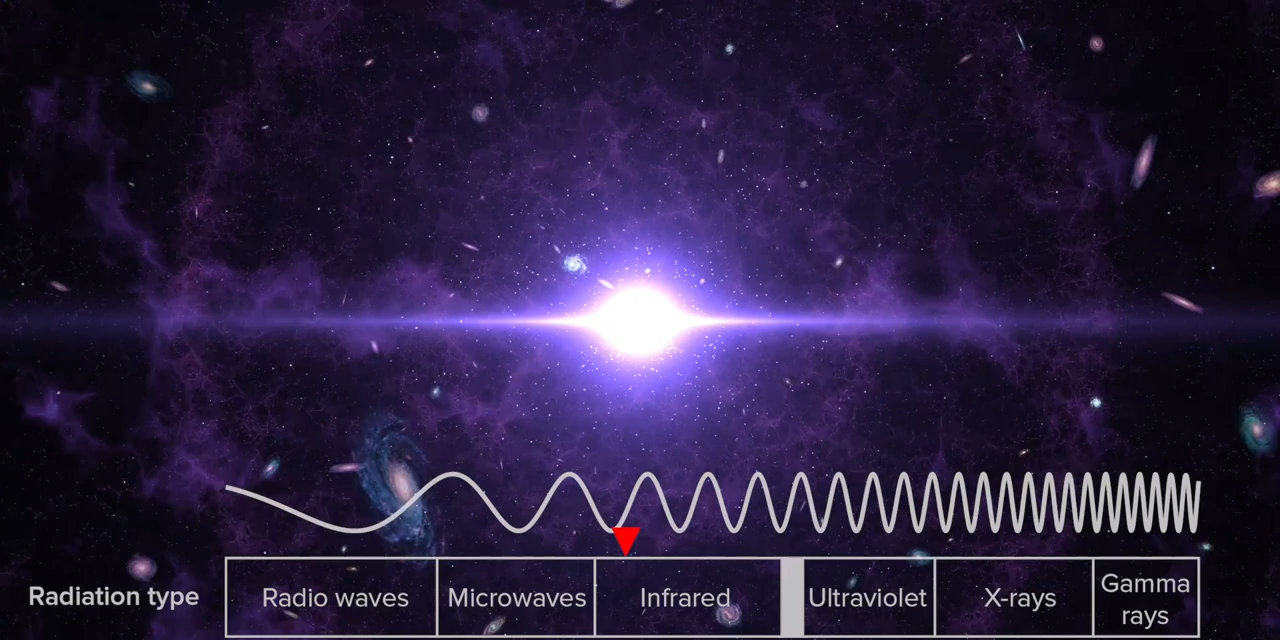 Radiation type
Radio waves
Microwaves
Infrared
Ultraviolet
X-rays
Gamma
rays